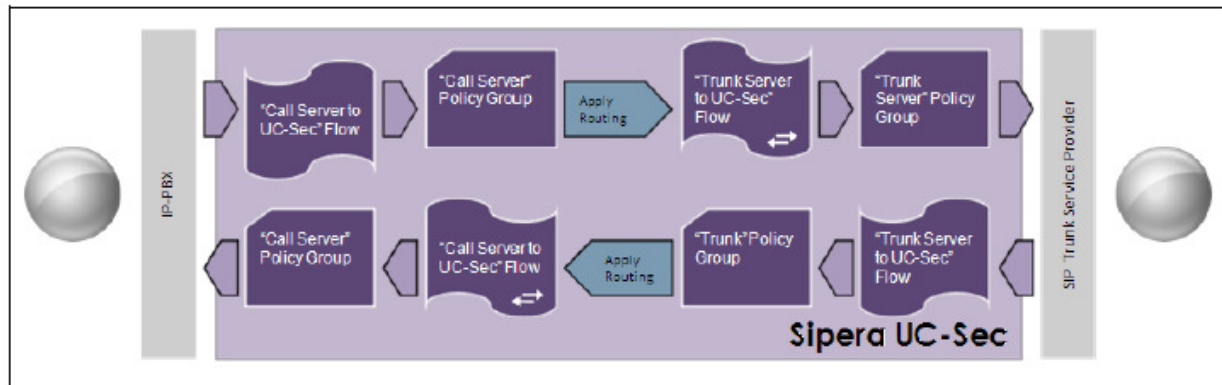 IP-PBX
“Call Server to
UC-Sec” Flow
“Call Server”
Policy Group
Apply
Routing
“Trunk Server
to UC-Sec”
Flow
“Trunk
Server” Policy
Group
SIP Trunk Service Provider
“Call Server”
Policy Group
“Call Server to
UC-Sec” Flow
Apply
Routing
“Trunk” Policy
Group
“Trunk Server
to UC-Sec”
Flow
Sipera UC-Sec